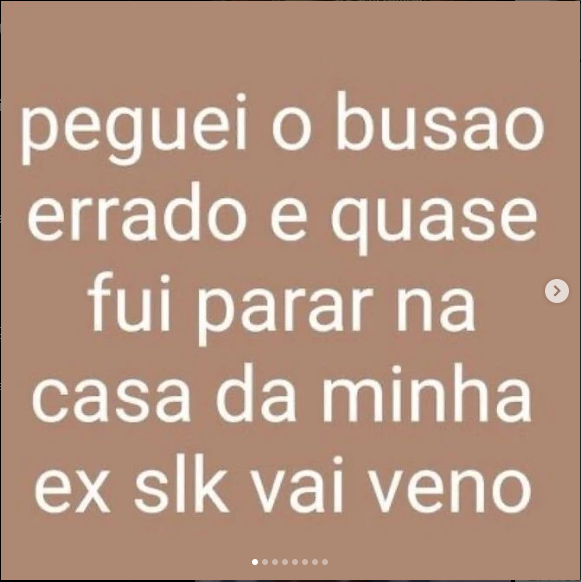 peguei o busao
errado e quase
fui parar na
casa da minha
ex slk vai veno